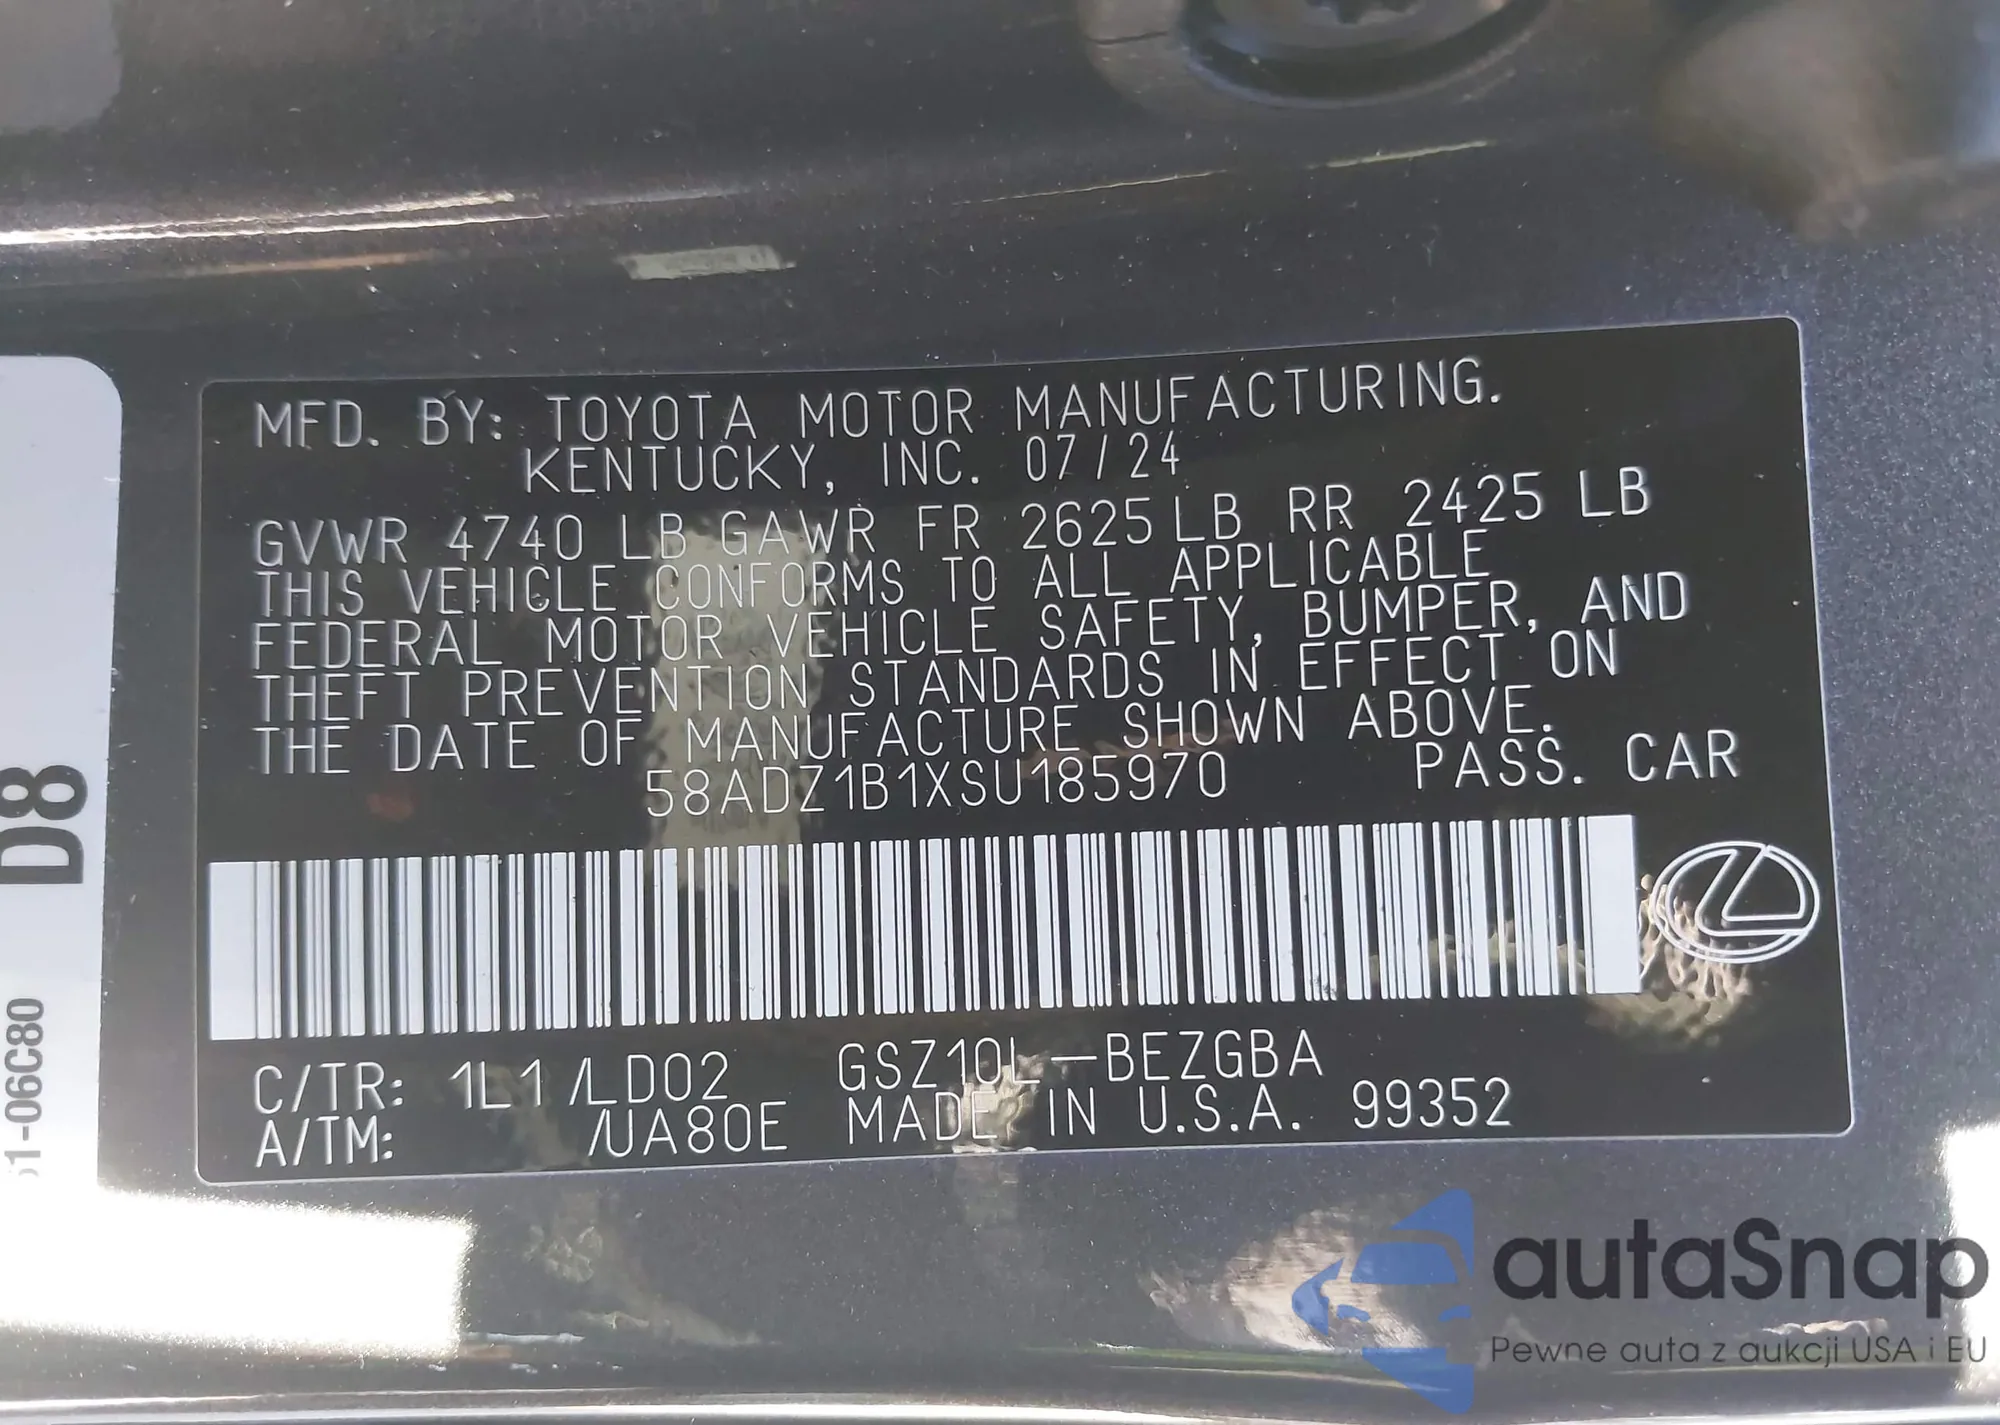 MFD. BY: TOYOTA MOTOR MANUFACTURING.
KENTUCKY, INC. 07/24
GVWR 4740 LB GAWR FR 2625 LB RR 2425 LB
THIS VEHICLE CONFORMS TO ALL APPLICABLE
FEDERAL MOTOR VEHICLE SAFETY, BUMPER, AND
THEFT PREVENTION STANDARDS IN EFFECT ON
THE DATE OF MANUFACTURE SHOWN ABOVE.
58ADZ1B1XSU185970 PASS. CAR
C/TR: 1L1 /LD02 GSZ10L-BEZGBA
A/TM: /UA80E MADE IN U.S.A. 99352
D8
51-06C80
autaSnap
Pewne auta z aukcji USA i EU